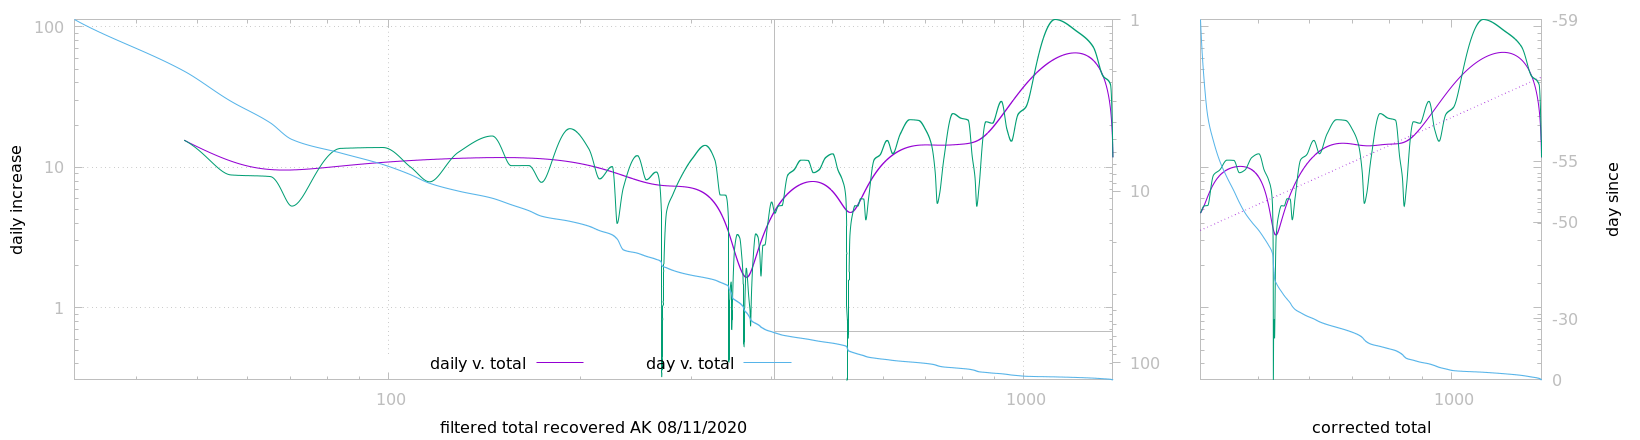 100
10
1
daily increase
100
1000
filtered total recovered AK 08/11/2020
daily v. total
day v. total
1
10
100
1000
corrected total
-59
-55
-50
-30
0
day since